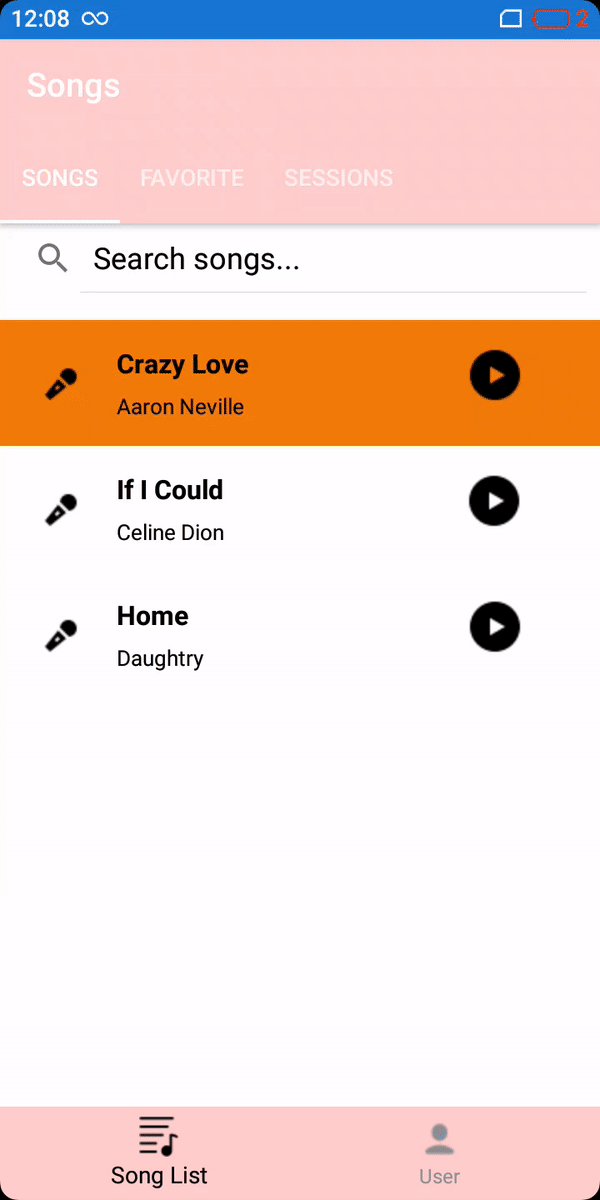 12:08 2
Songs
SONGS FAVORITE SESSIONS
Search songs...
Crazy Love
Aaron Neville
If I Could
Celine Dion
Home
Daughtry
Song List User